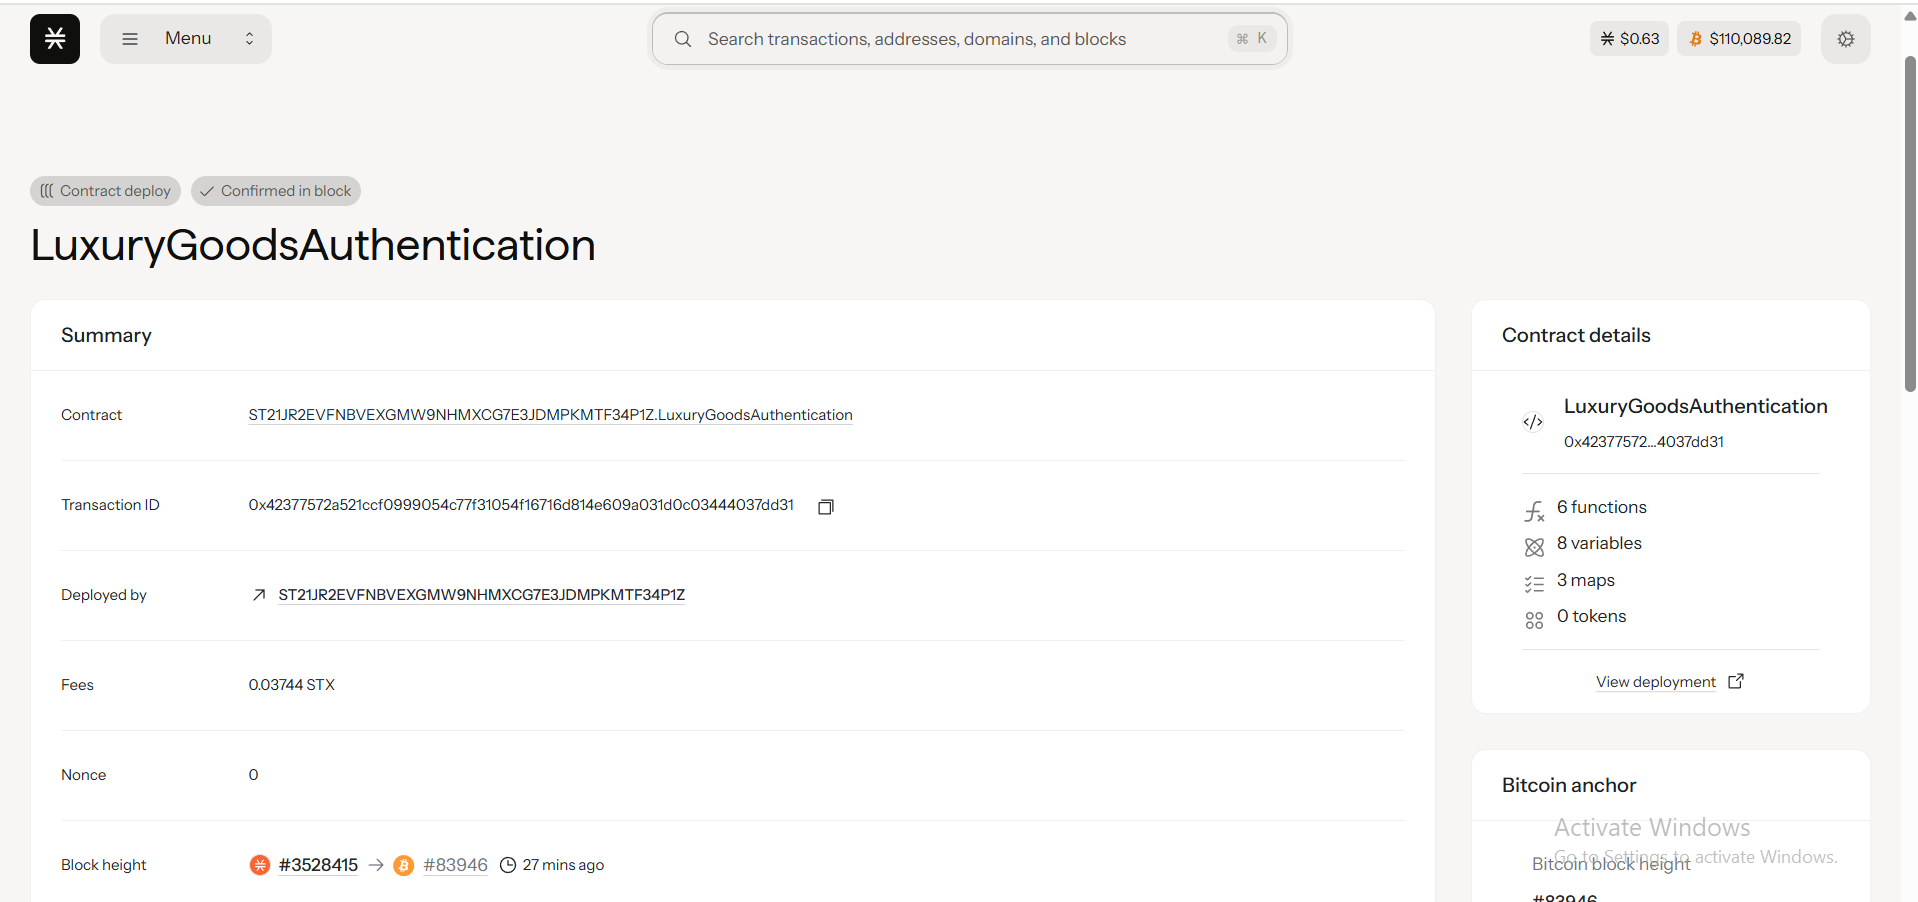 Menu
Search transactions, addresses, domains, and blocks
⌘ K
$0.63
$110,089.82
Contract deploy
Confirmed in block
LuxuryGoodsAuthentication
Summary
Contract
ST21JR2EVFNBVEXGMW9NHMXCG7E3JDMPKMTF34P1Z.LuxuryGoodsAuthentication
Transaction ID
0x42377572a521ccf0999054c77f31054f16716d814e609a031d0c03444037dd31
Deployed by
ST21JR2EVFNBVEXGMW9NHMXCG7E3JDMPKMTF34P1Z
Fees
0.03744 STX
Nonce
0
Block height
#3528415 → #83946 27 mins ago
Contract details
LuxuryGoodsAuthentication
0x42377572...4037dd31
6 functions
8 variables
3 maps
0 tokens
View deployment
Bitcoin anchor
Activate Windows
Go to Settings to activate Windows.
Bitcoin block height
#83946